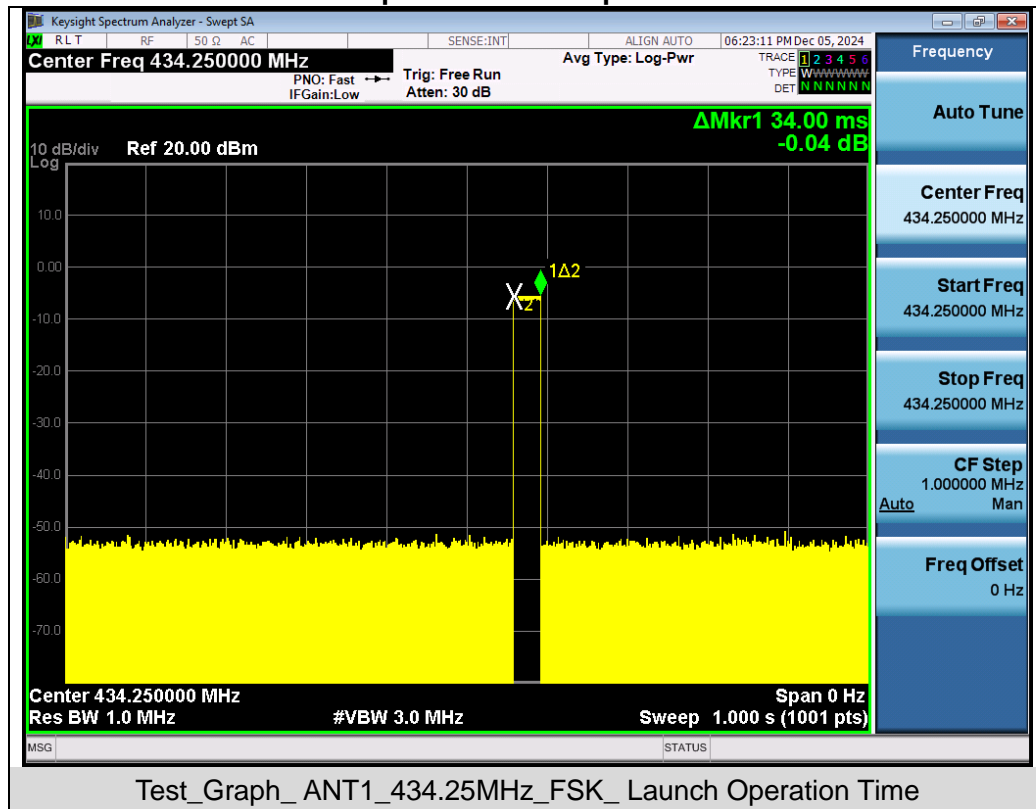 Keysight Spectrum Analyzer - Swept SA
LXI RLT RF 50 Ω AC SENSE:INT ALIGN AUTO 06:23:11 PM Dec 05, 2024
Center Freq 434.250000 MHz Avg Type: Log-Pwr TRACE 1 2 3 4 5 6
PNO: Fast Trig: Free Run TYPE WWWWWW
IFGain:Low Atten: 30 dB DET N N N N N N
ΔMkr1 34.00 ms
-0.04 dB
10 dB/div Ref 20.00 dBm
Log
10.0
0.00
-10.0
-20.0
-30.0
-40.0
-50.0
-60.0
-70.0
1Δ2
X2
Center 434.250000 MHz Span 0 Hz
Res BW 1.0 MHz #VBW 3.0 MHz Sweep 1.000 s (1001 pts)
MSG STATUS
Frequency
Auto Tune
Center Freq
434.250000 MHz
Start Freq
434.250000 MHz
Stop Freq
434.250000 MHz
CF Step
1.000000 MHz
Auto Man
Freq Offset
0 Hz
Test_Graph_ ANT1_434.25MHz_FSK_ Launch Operation Time